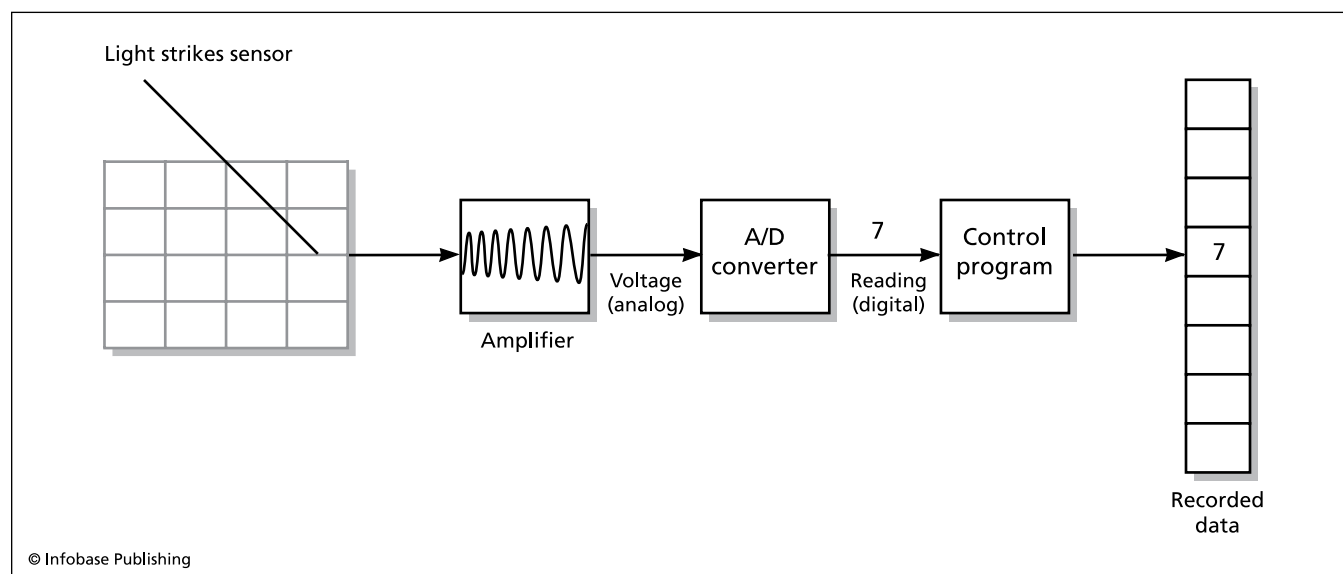 Light strikes sensor
Amplifier
Voltage
(analog)
A/D
converter
7
Reading
(digital)
Control
program
7
Recorded
data
© Infobase Publishing